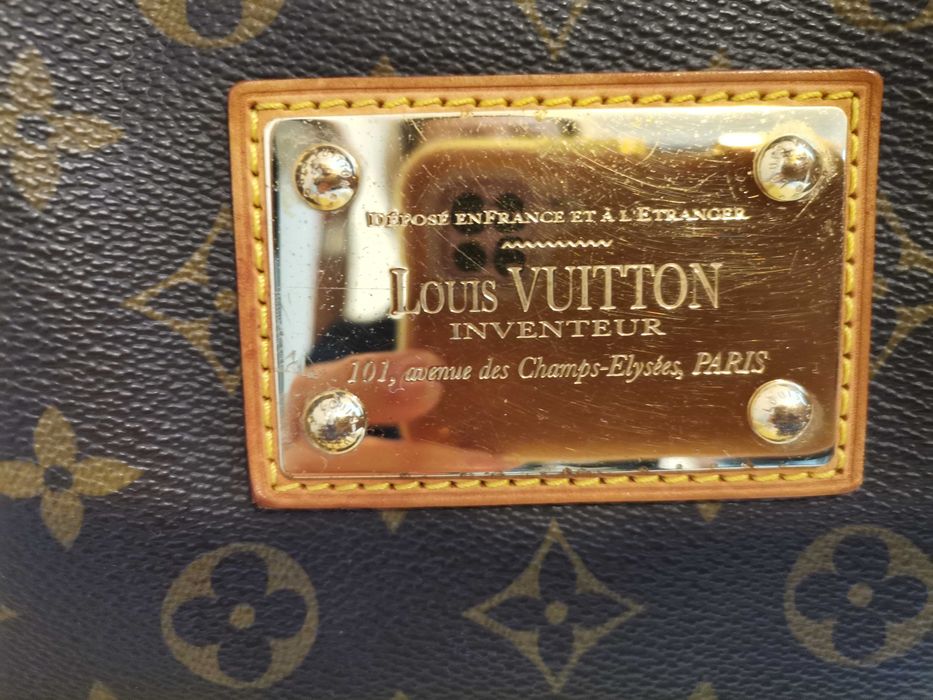 DÉPOSÉ EN FRANCE ET À L'ETRANGER
LOUIS VUITTON
INVENTEUR
101, avenue des Champs-Elysées, PARIS